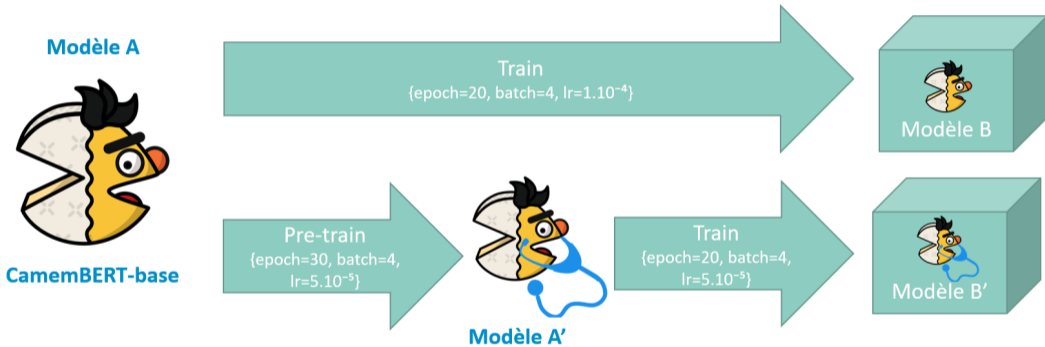 Modèle A
CamemBERT-base
Train
{epoch=20, batch=4, lr=1.10⁻⁴}
Modèle B
Pre-train
{epoch=30, batch=4,
lr=5.10⁻⁵}
Modèle A’
Train
{epoch=20, batch=4,
lr=5.10⁻⁵}
Modèle B’